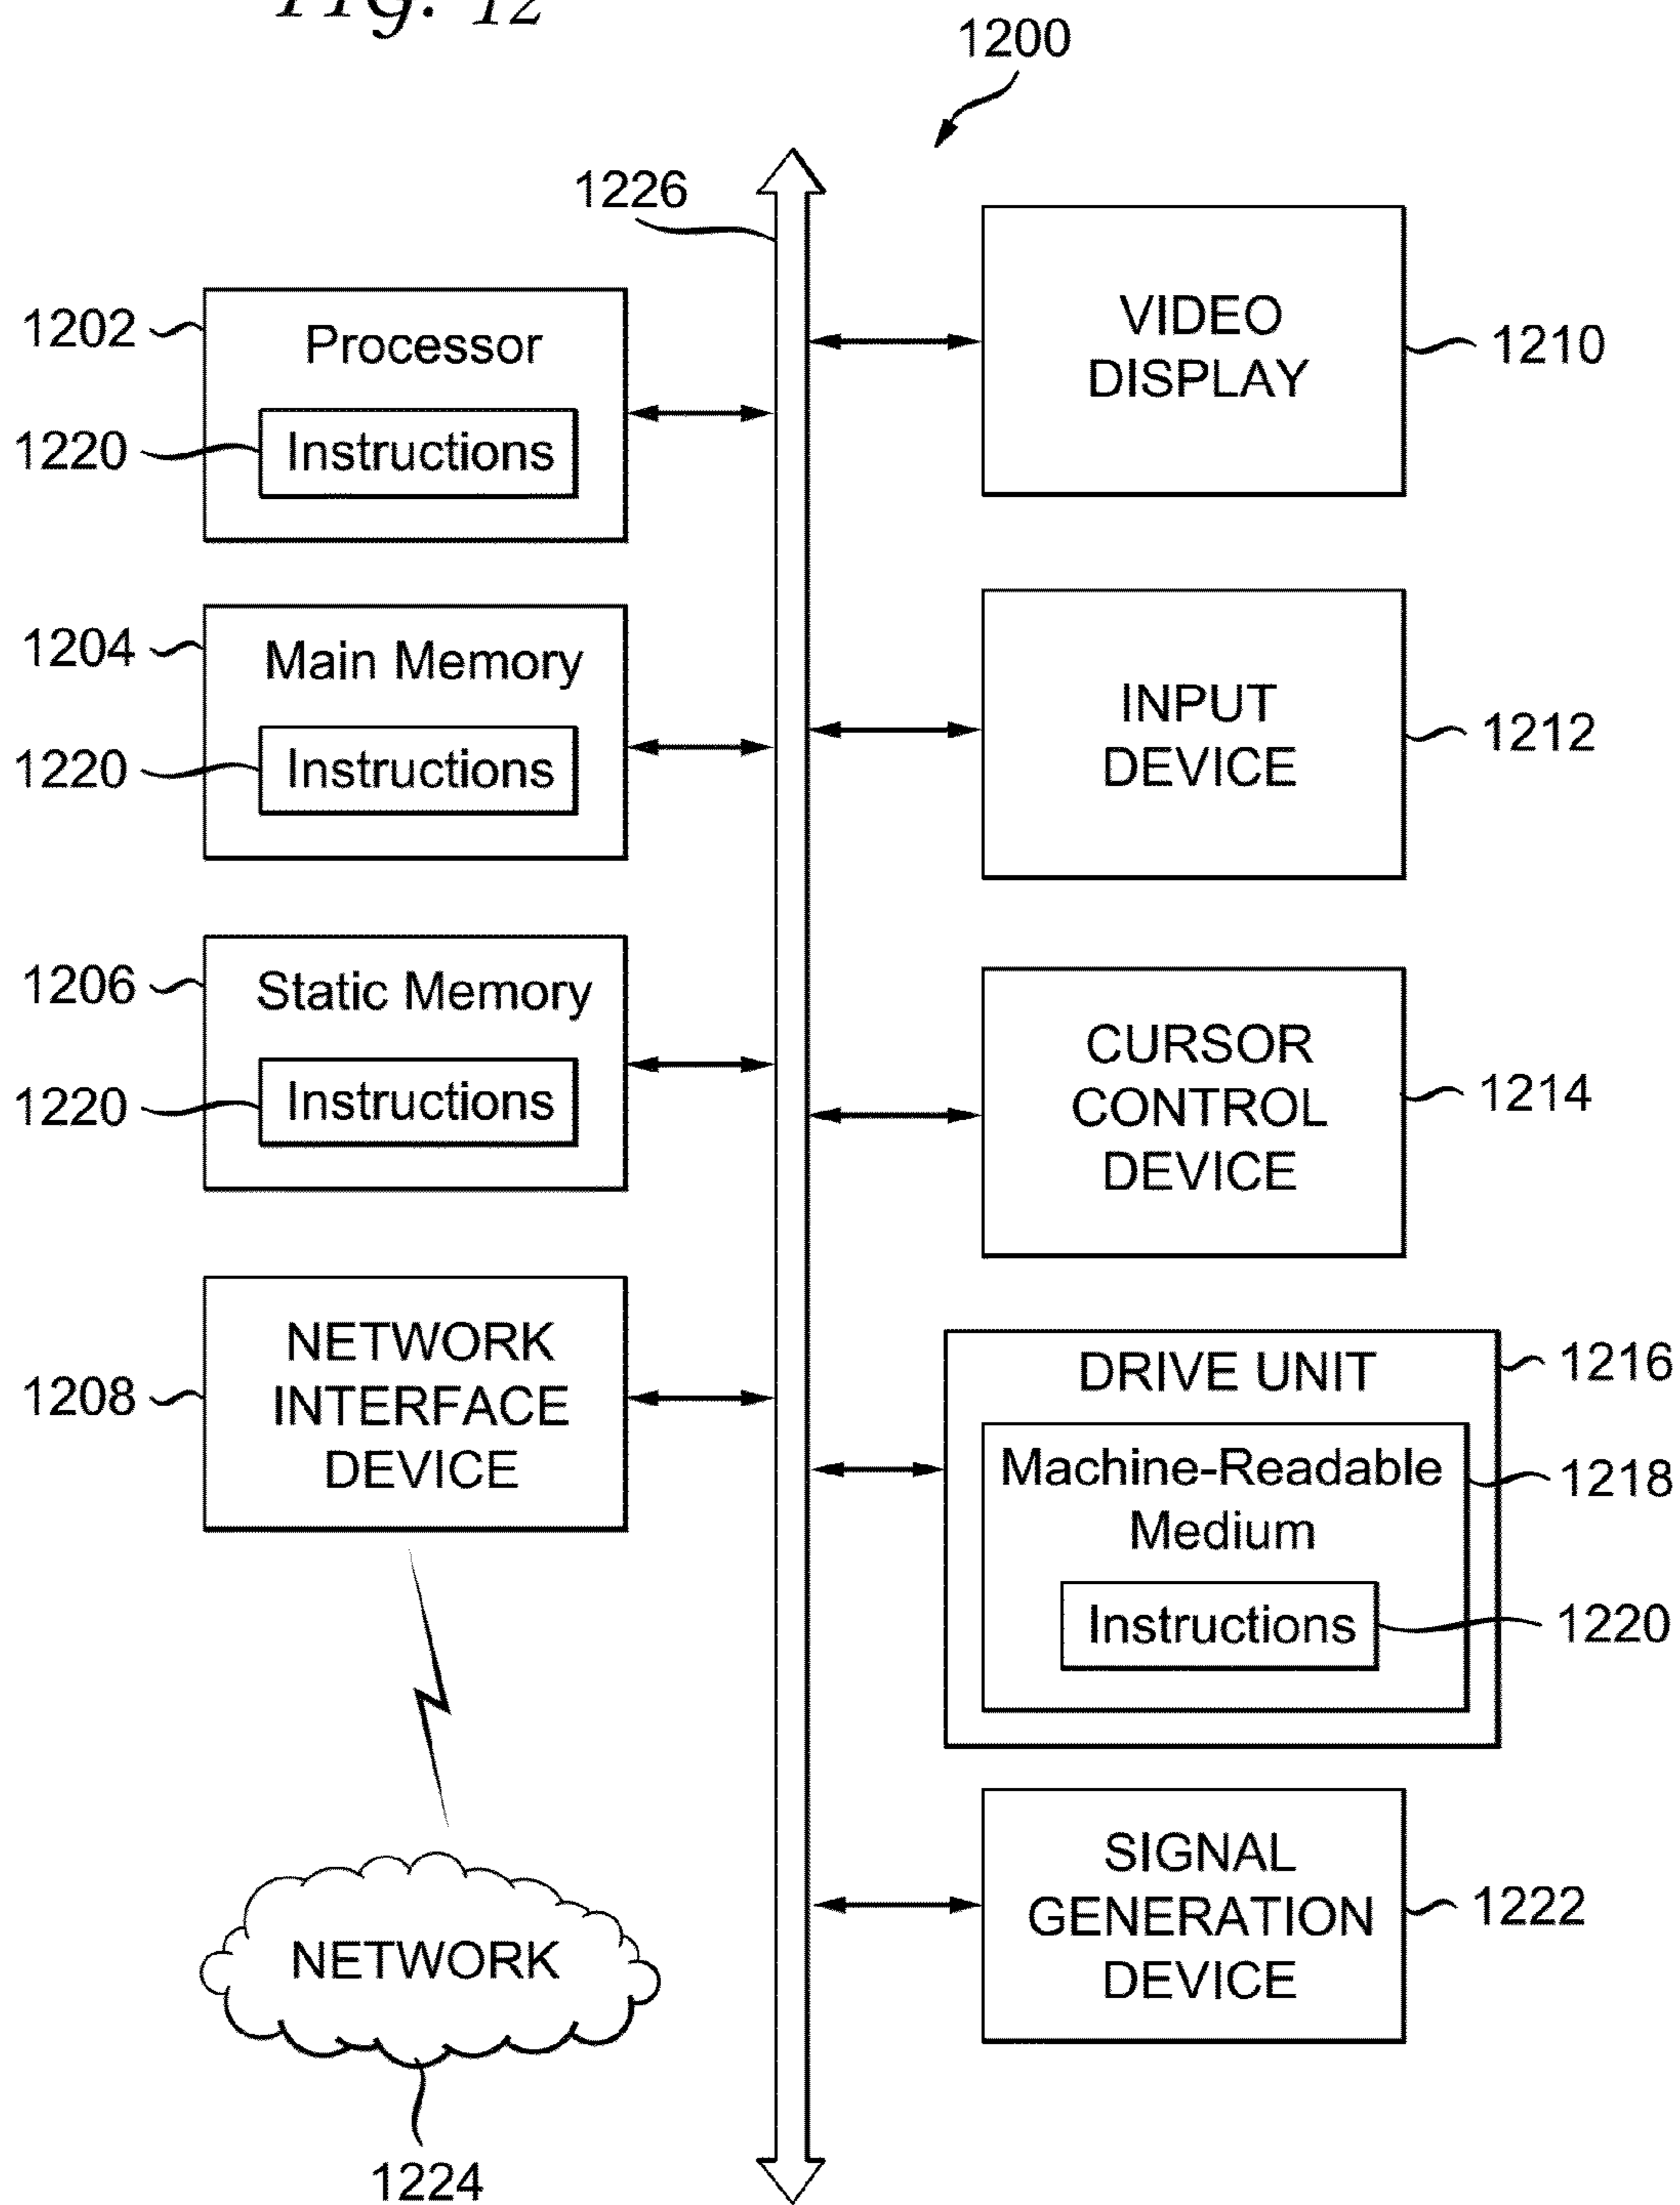 FIG. 12
1200
1226
1202
Processor
1220
Instructions
1204
Main Memory
1220
Instructions
1206
Static Memory
1220
Instructions
1208
NETWORK
INTERFACE
DEVICE
NETWORK
1224
VIDEO
DISPLAY
1210
INPUT
DEVICE
1212
CURSOR
CONTROL
DEVICE
1214
DRIVE UNIT
1216
Machine-Readable
Medium
1218
Instructions
1220
SIGNAL
GENERATION
DEVICE
1222